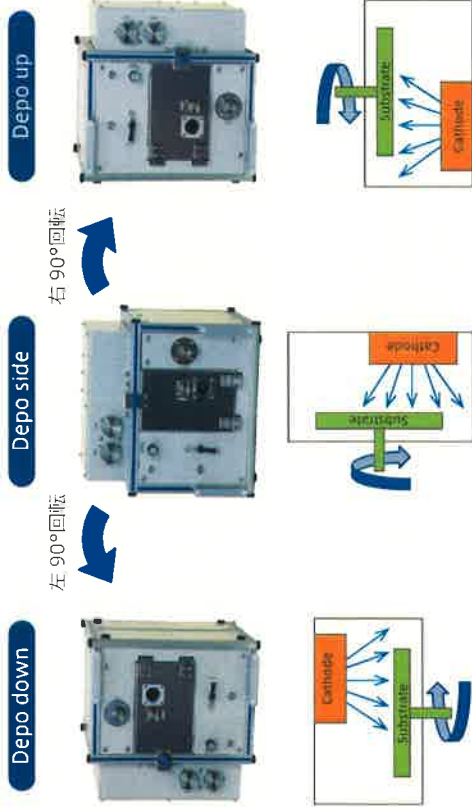 Depo down
左 90°回転
Depo side
右 90°回転
Depo up
Cathode
Substrate
Substrate
Cathode
Substrate
Cathode